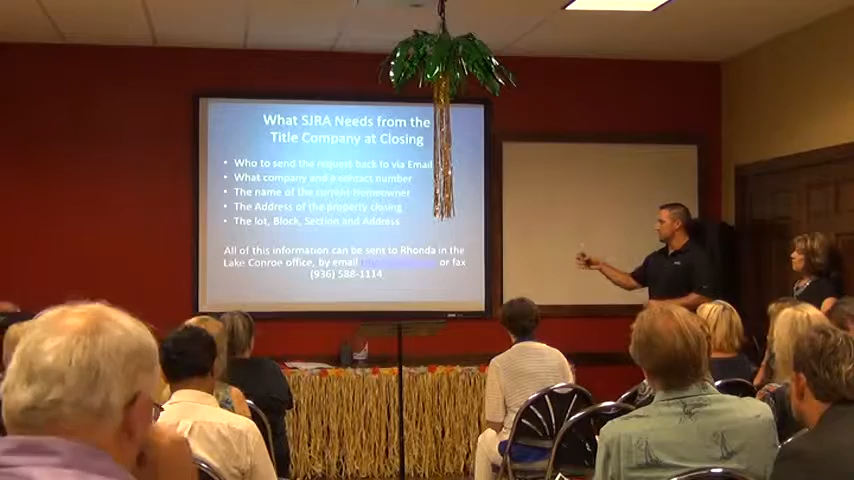 What SJRA Needs from the
Title Company at Closing
• Who to send the request back to via Email
• What company and a contact number
• The name of the current Homeowner
• The Address of the property closing
• The lot, Block, Section and Address
All of this information can be sent to Rhonda in the
Lake Conroe office, by email or fax
(936) 588-1114